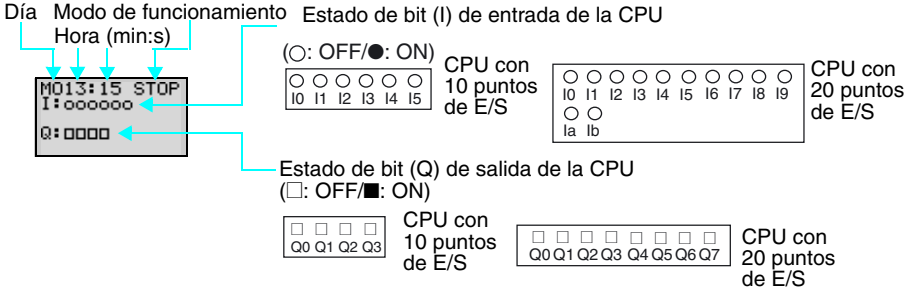 Día Modo de funcionamiento
Hora (min:s)
Estado de bit (I) de entrada de la CPU
MO13:15 STOP
I:oooooo
Q:□□□□
(○: OFF/●: ON)
I0 I1 I2 I3 I4 I5
CPU con
10 puntos
de E/S
I0 I1 I2 I3 I4 I5 I6 I7 I8 I9
Ia Ib
CPU con
20 puntos
de E/S
Estado de bit (Q) de salida de la CPU
(□: OFF/■: ON)
Q0 Q1 Q2 Q3
CPU con
10 puntos
de E/S
Q0 Q1 Q2 Q3 Q4 Q5 Q6 Q7
CPU con
20 puntos
de E/S